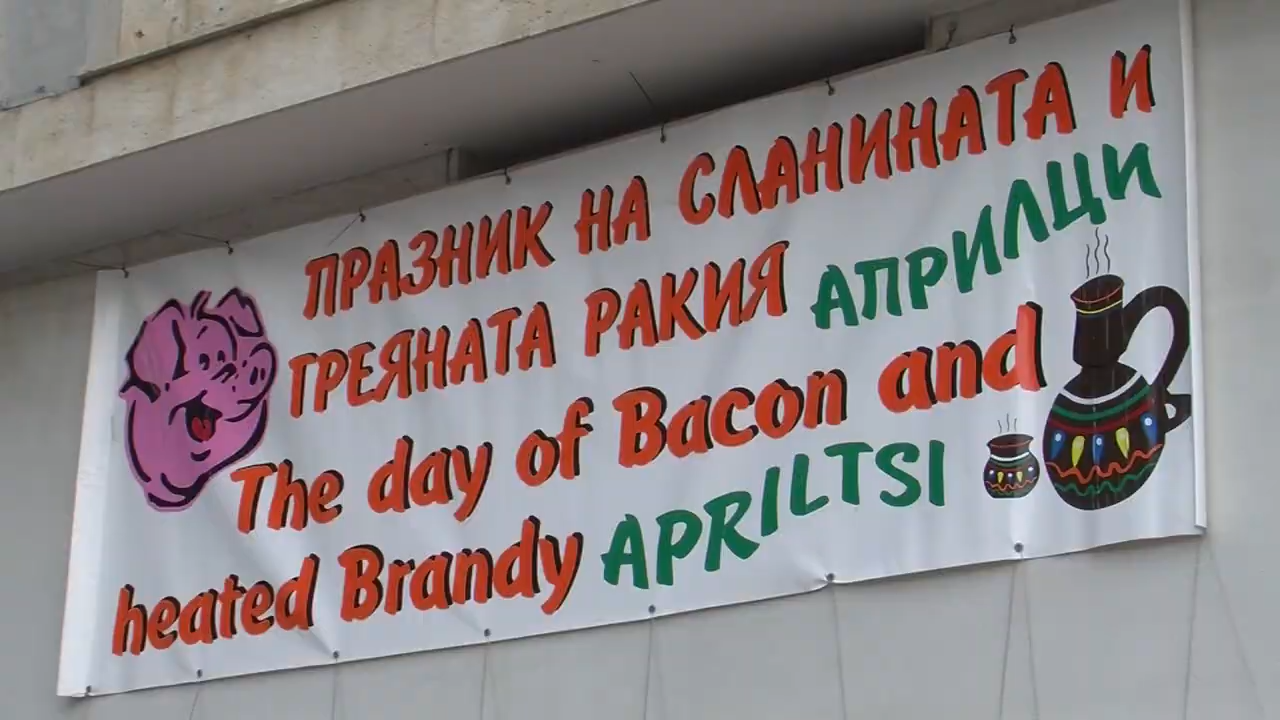 ПРАЗНИК НА СЛАНИНАТА И
ГРЕЯНАТА РАКИЯ АПРИЛЦИ
The day of Bacon and
heated Brandy APRILTSI